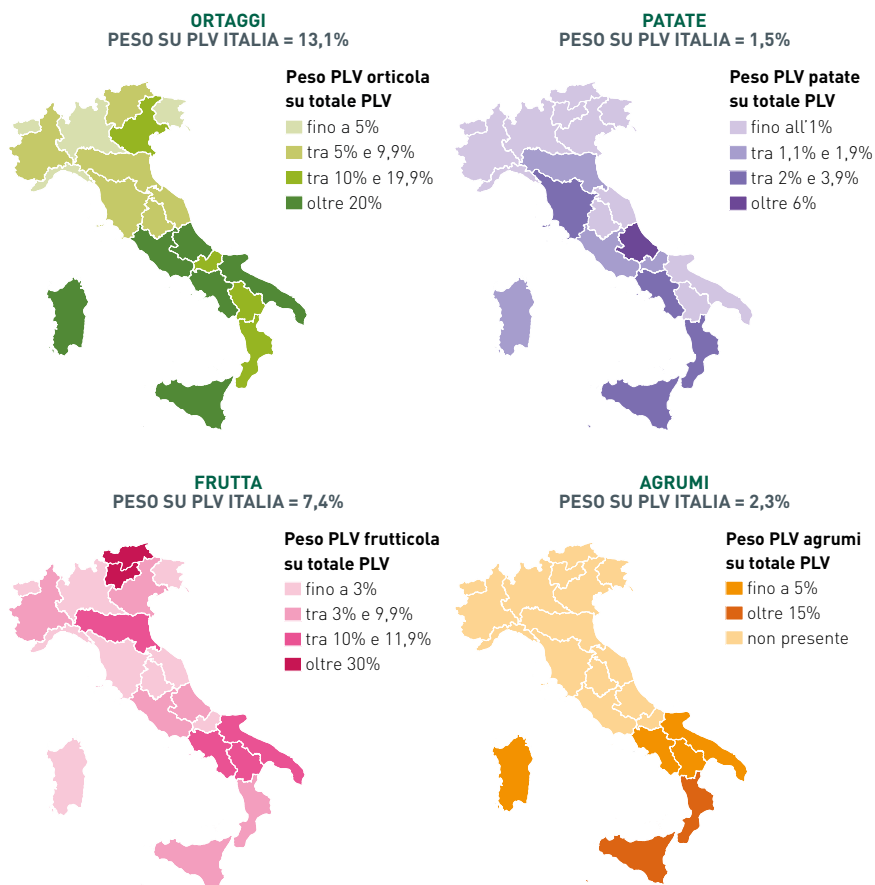 ORTAGGI
PESO SU PLV ITALIA = 13,1%
Peso PLV orticola
su totale PLV
fino a 5%
tra 5% e 9,9%
tra 10% e 19,9%
oltre 20%
PATATE
PESO SU PLV ITALIA = 1,5%
Peso PLV patate
su totale PLV
fino all'1%
tra 1,1% e 1,9%
tra 2% e 3,9%
oltre 6%
FRUTTA
PESO SU PLV ITALIA = 7,4%
Peso PLV frutticola
su totale PLV
fino a 3%
tra 3% e 9,9%
tra 10% e 11,9%
oltre 30%
AGRUMI
PESO SU PLV ITALIA = 2,3%
Peso PLV agrumi
su totale PLV
fino a 5%
oltre 15%
non presente